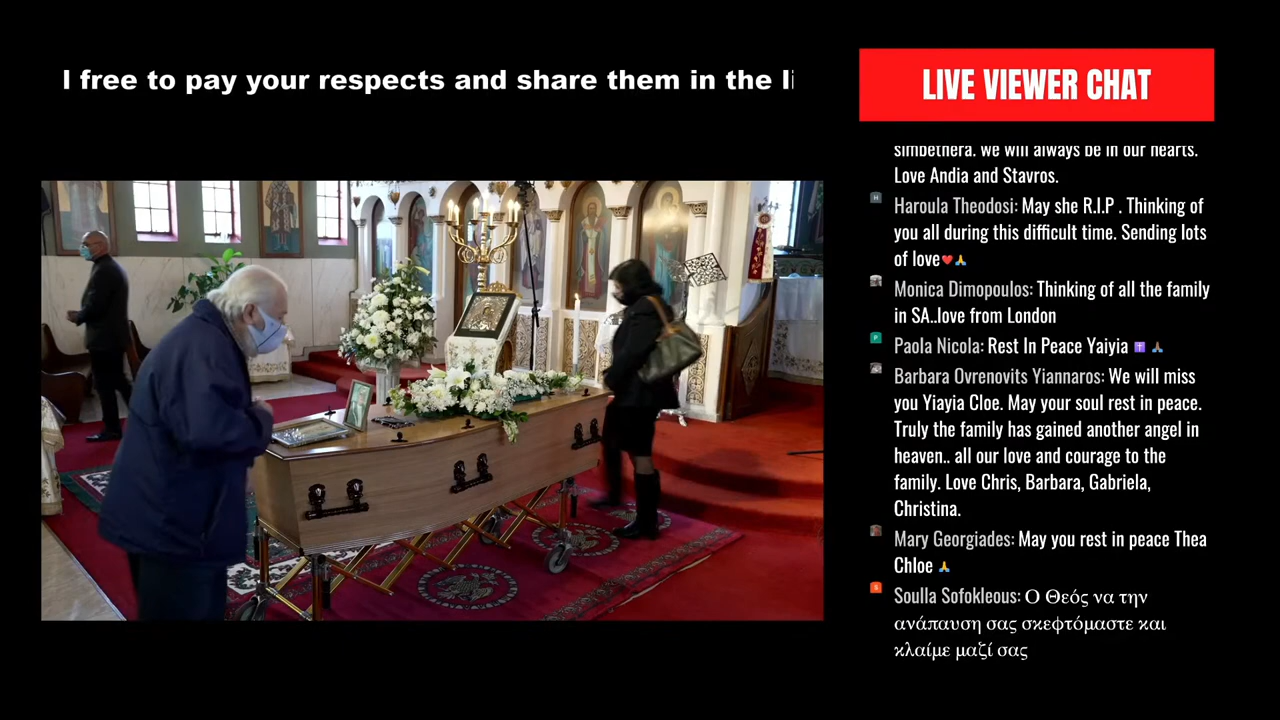 l free to pay your respects and share them in the li
LIVE VIEWER CHAT
simbethera. we will always be in our hearts.
Love Andia and Stavros.
Haroula Theodosi: May she R.I.P . Thinking of
you all during this difficult time. Sending lots
of love❤️🙏
Monica Dimopoulos: Thinking of all the family
in SA..love from London
Paola Nicola: Rest In Peace Yaiyia ✝️ 🙏🏾
Barbara Ovrenovits Yiannaros: We will miss
you Yiayia Cloe. May your soul rest in peace.
Truly the family has gained another angel in
heaven.. all our love and courage to the
family. Love Chris, Barbara, Gabriela,
Christina.
Mary Georgiades: May you rest in peace Thea
Chloe 🙏
Soulla Sofokleous: Ο Θεός να την
ανάπαυση σας σκεφτόμαστε και
κλαίμε μαζί σας